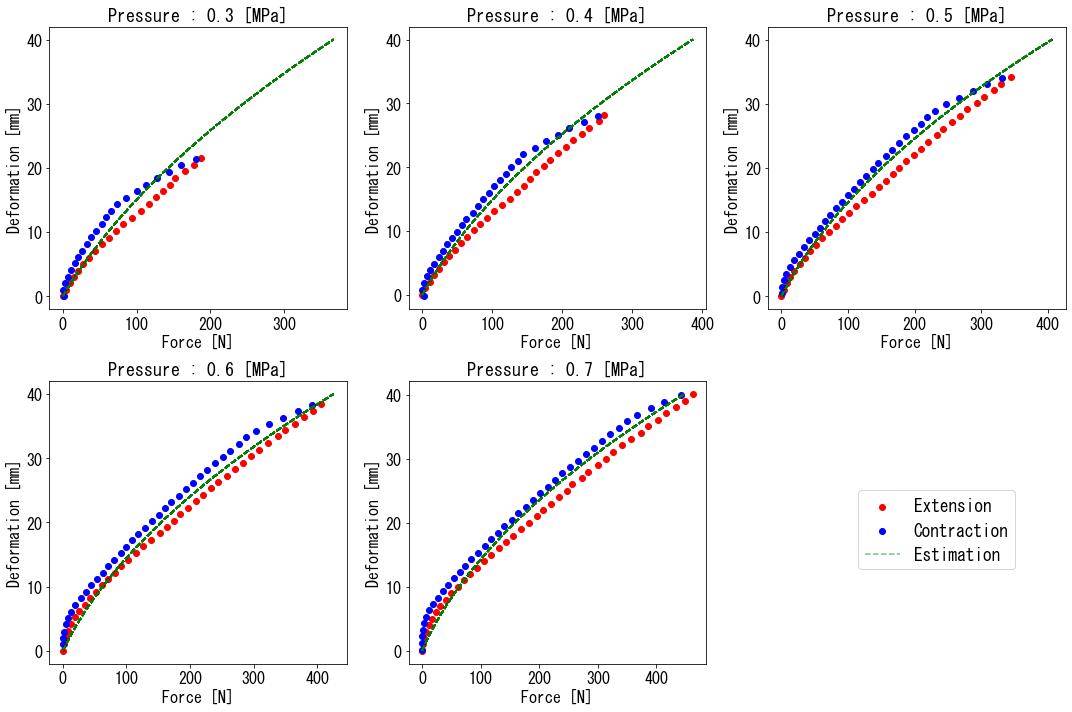 Pressure : 0.3 [MPa]
Pressure : 0.4 [MPa]
Pressure : 0.5 [MPa]
40
30
20
10
0
Deformation [mm]
0
100
200
300
Force [N]
40
30
20
10
0
Deformation [mm]
0
100
200
300
400
Force [N]
40
30
20
10
0
Deformation [mm]
0
100
200
300
400
Force [N]
Pressure : 0.6 [MPa]
Pressure : 0.7 [MPa]
40
30
20
10
0
Deformation [mm]
0
100
200
300
400
Force [N]
40
30
20
10
0
Deformation [mm]
0
100
200
300
400
Force [N]
Extension
Contraction
Estimation